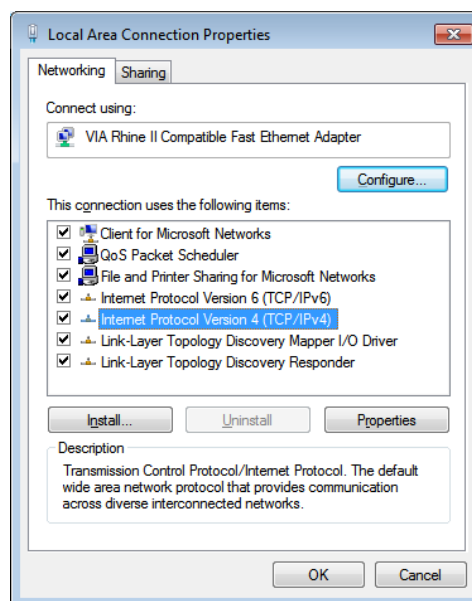 Local Area Connection Properties
Networking
Sharing
Connect using:
VIA Rhine II Compatible Fast Ethernet Adapter
Configure...
This connection uses the following items:
Client for Microsoft Networks
QoS Packet Scheduler
File and Printer Sharing for Microsoft Networks
Internet Protocol Version 6 (TCP/IPv6)
Internet Protocol Version 4 (TCP/IPv4)
Link-Layer Topology Discovery Mapper I/O Driver
Link-Layer Topology Discovery Responder
Install...
Uninstall
Properties
Description
Transmission Control Protocol/Internet Protocol. The default
wide area network protocol that provides communication
across diverse interconnected networks.
OK
Cancel